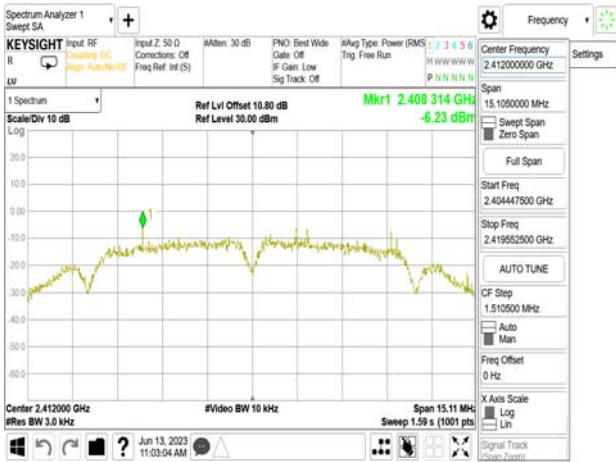 Spectrum Analyzer 1
Swept SA
+
Frequency
KEYSIGHT
Input: RF
Coupling: DC
Align: Auto/No RF
Input Z: 50 Ω
Corrections: Off
Freq Ref: Int (S)
#Atten: 30 dB
PNO: Best Wide
Gate: Off
IF Gain: Low
Sig Track: Off
#Avg Type: Power (RMS
Trig: Free Run
1 2 3 4 5 6
M W W W W W
P N N N N N
R
LXI
1 Spectrum
Scale/Div 10 dB
Log
Ref Lvl Offset 10.80 dB
Ref Level 30.00 dBm
Mkr1 2.408 314 GHz
-6.23 dBm
20.0
10.0
0.00
-10.0
-20.0
-30.0
-40.0
-50.0
-60.0
1
Center 2.412000 GHz
#Res BW 3.0 kHz
#Video BW 10 kHz
Span 15.11 MHz
Sweep 1.59 s (1001 pts
Jun 13, 2023
11:03:04 AM
?
Center Frequency
2.412000000 GHz
Settings
Span
15.1050000 MHz
Swept Span
Zero Span
Full Span
Start Freq
2.404447500 GHz
Stop Freq
2.419552500 GHz
AUTO TUNE
CF Step
1.510500 MHz
Auto
Man
Freq Offset
0 Hz
X Axis Scale
Log
Lin
Signal Track
(Span Zoom)